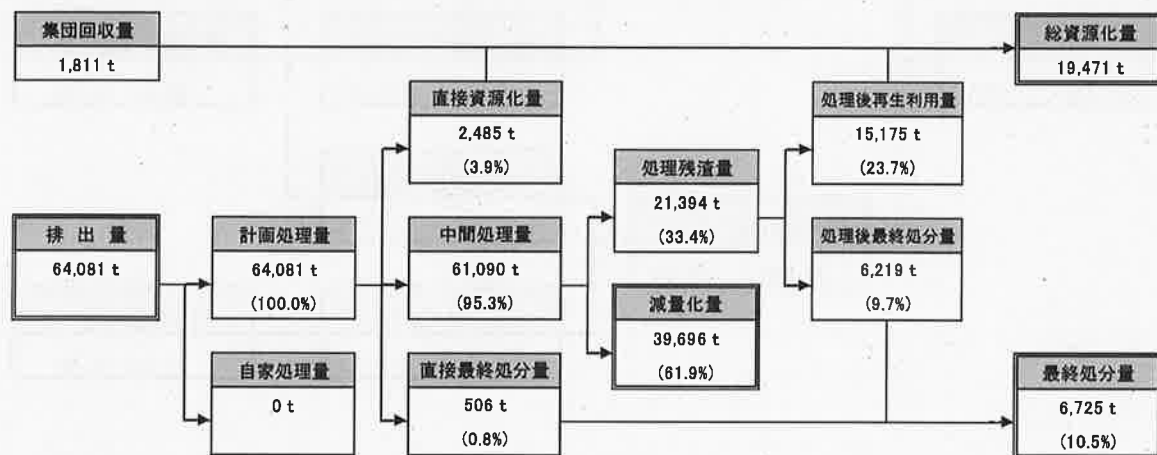 集団回収量
1,811 t
総資源化量
19,471 t
直接資源化量
2,485 t
(3.9%)
処理後再生利用量
15,175 t
(23.7%)
処理残渣量
21,394 t
(33.4%)
排 出 量
64,081 t
計画処理量
64,081 t
(100.0%)
中間処理量
61,090 t
(95.3%)
処理後最終処分量
6,219 t
(9.7%)
減量化量
39,696 t
(61.9%)
自家処理量
0 t
直接最終処分量
506 t
(0.8%)
最終処分量
6,725 t
(10.5%)